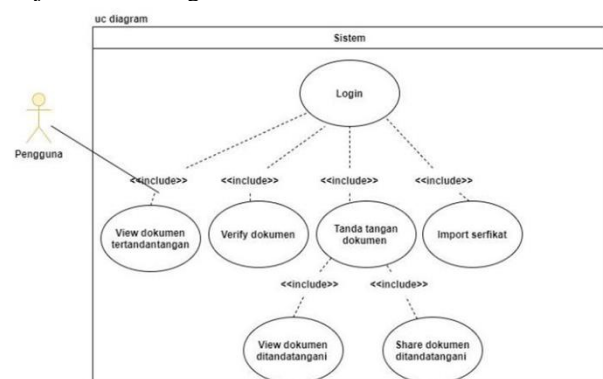 uc diagram
Sistem
Login
Pengguna
<<include>> <<include>> <<include>> <<include>>
View dokumen
tertandantangan
Verify dokumen
Tanda tangan
dokumen
Import serfikat
<<include>> <<include>>
View dokumen
ditandatangani
Share dokumen
ditandatangani